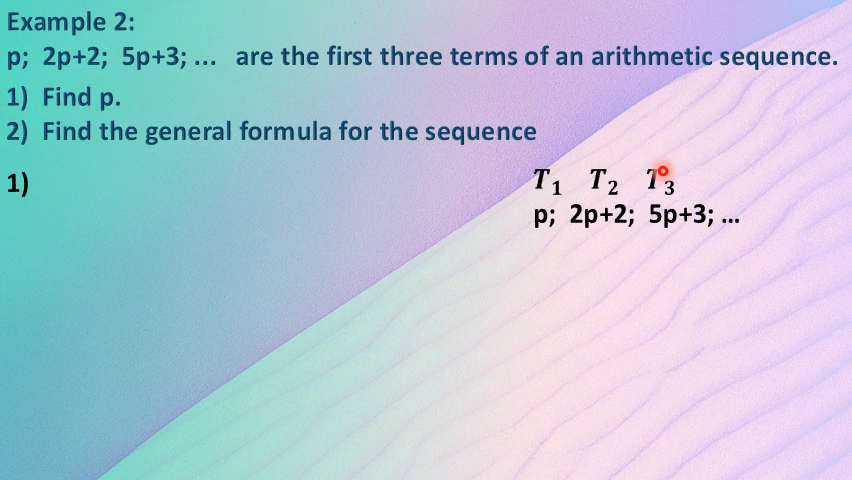 Example 2:
p; 2p+2; 5p+3; ... are the first three terms of an arithmetic sequence.
1) Find p.
2) Find the general formula for the sequence
1)
T₁ T₂ T₃
p; 2p+2; 5p+3; ...